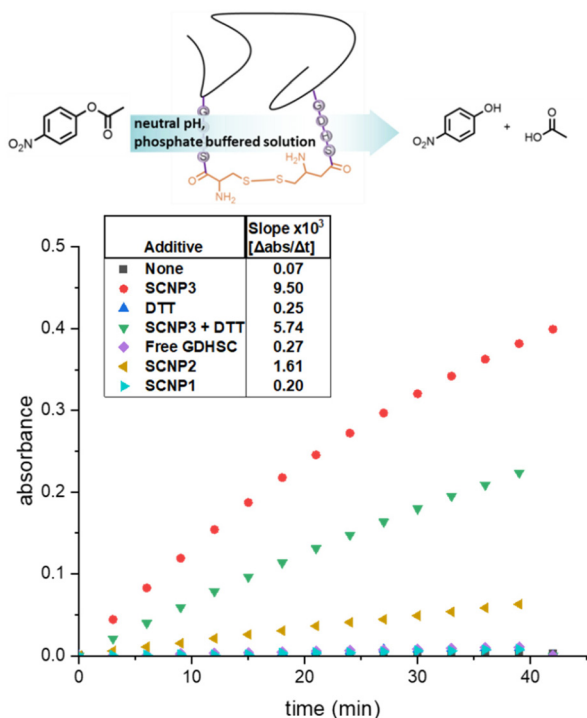 O
O
O₂N
neutral pH,
phosphate buffered solution
G
S
G
D
H
S
O
NH₂
S
S
H₂N
O
OH
O₂N
+
HO
O
Additive
Slope x10³
[Δabs/Δt]
None 0.07
SCNP3 9.50
DTT 0.25
SCNP3 + DTT 5.74
Free GDHSC 0.27
SCNP2 1.61
SCNP1 0.20
absorbance
0.5
0.4
0.3
0.2
0.1
0.0
0 10 20 30 40
time (min)